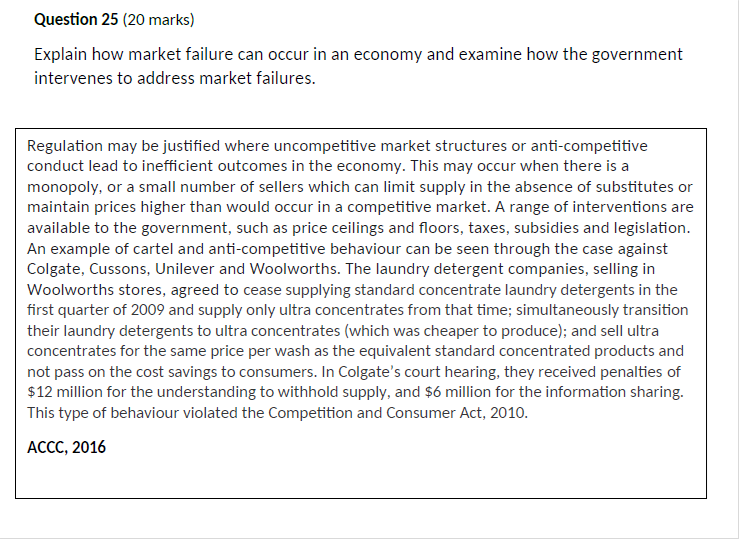 Question 25 (20 marks)
Explain how market failure can occur in an economy and examine how the government
intervenes to address market failures.
Regulation may be justified where uncompetitive market structures or anti-competitive
conduct lead to inefficient outcomes in the economy. This may occur when there is a
monopoly, or a small number of sellers which can limit supply in the absence of substitutes or
maintain prices higher than would occur in a competitive market. A range of interventions are
available to the government, such as price ceilings and floors, taxes, subsidies and legislation.
An example of cartel and anti-competitive behaviour can be seen through the case against
Colgate, Cussons, Unilever and Woolworths. The laundry detergent companies, selling in
Woolworths stores, agreed to cease supplying standard concentrate laundry detergents in the
first quarter of 2009 and supply only ultra concentrates from that time; simultaneously transition
their laundry detergents to ultra concentrates (which was cheaper to produce); and sell ultra
concentrates for the same price per wash as the equivalent standard concentrated products and
not pass on the cost savings to consumers. In Colgate's court hearing, they received penalties of
$12 million for the understanding to withhold supply, and $6 million for the information sharing.
This type of behaviour violated the Competition and Consumer Act, 2010.
ACCC, 2016